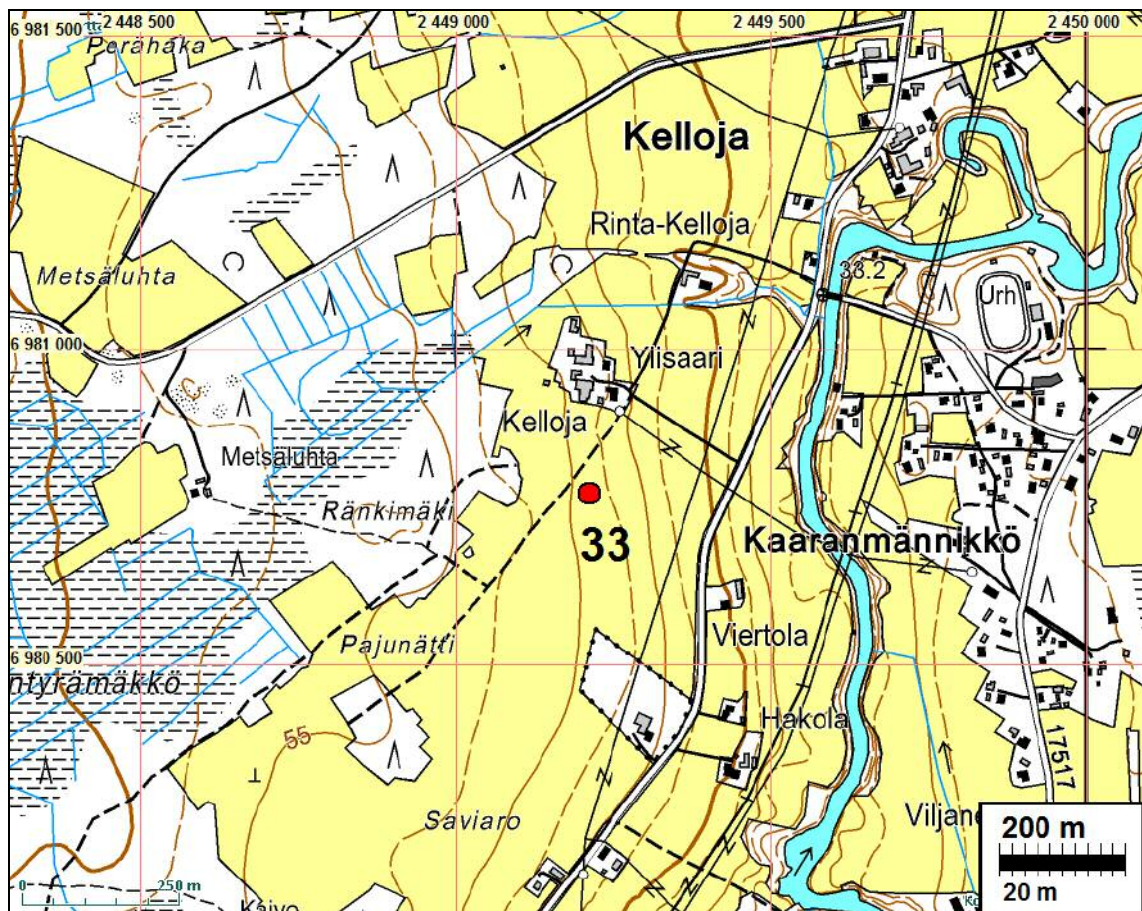 2 448 500
2 449 000
2 449 500
2 450 000
6 981 500
Perähaka
Kelloja
Rinta-Kelloja
Metsäluhta
33.2
Urh
6 981 000
Ylisaari
Kelloja
Metsäluhta
Ränkimäki
33
Kaaranmännikkö
Viertola
Pajunätti
6 980 500
ntyrämäkkö
Hakola
55
17517
Saviaro
Viljane
200 m
20 m
0 250 m
Kaivo